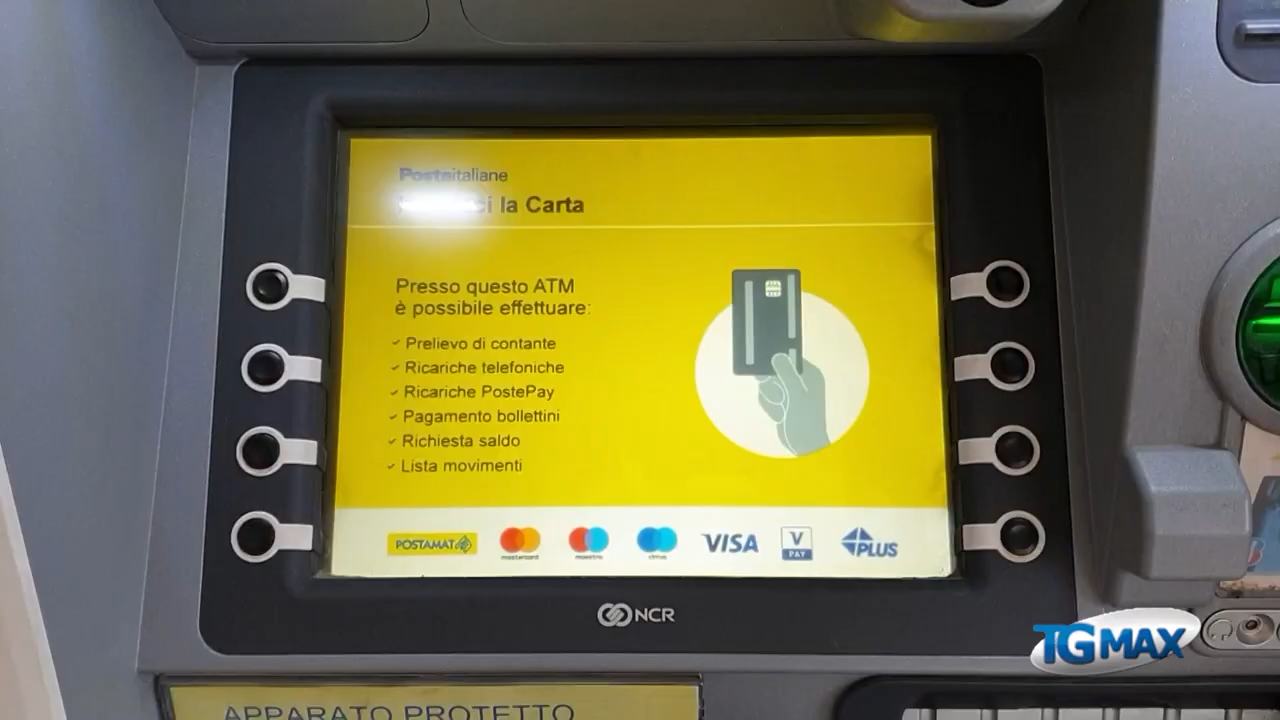 Posteitaliane
la Carta
Presso questo ATM
è possibile effettuare:
Prelievo di contante
Ricariche telefoniche
Ricariche PostePay
Pagamento bollettini
Richiesta saldo
Lista movimenti
POSTAMAT
mastercard
maestro
cirrus
VISA
V PAY
PLUS
NCR
TGMAX
APPARATO PROTETTO